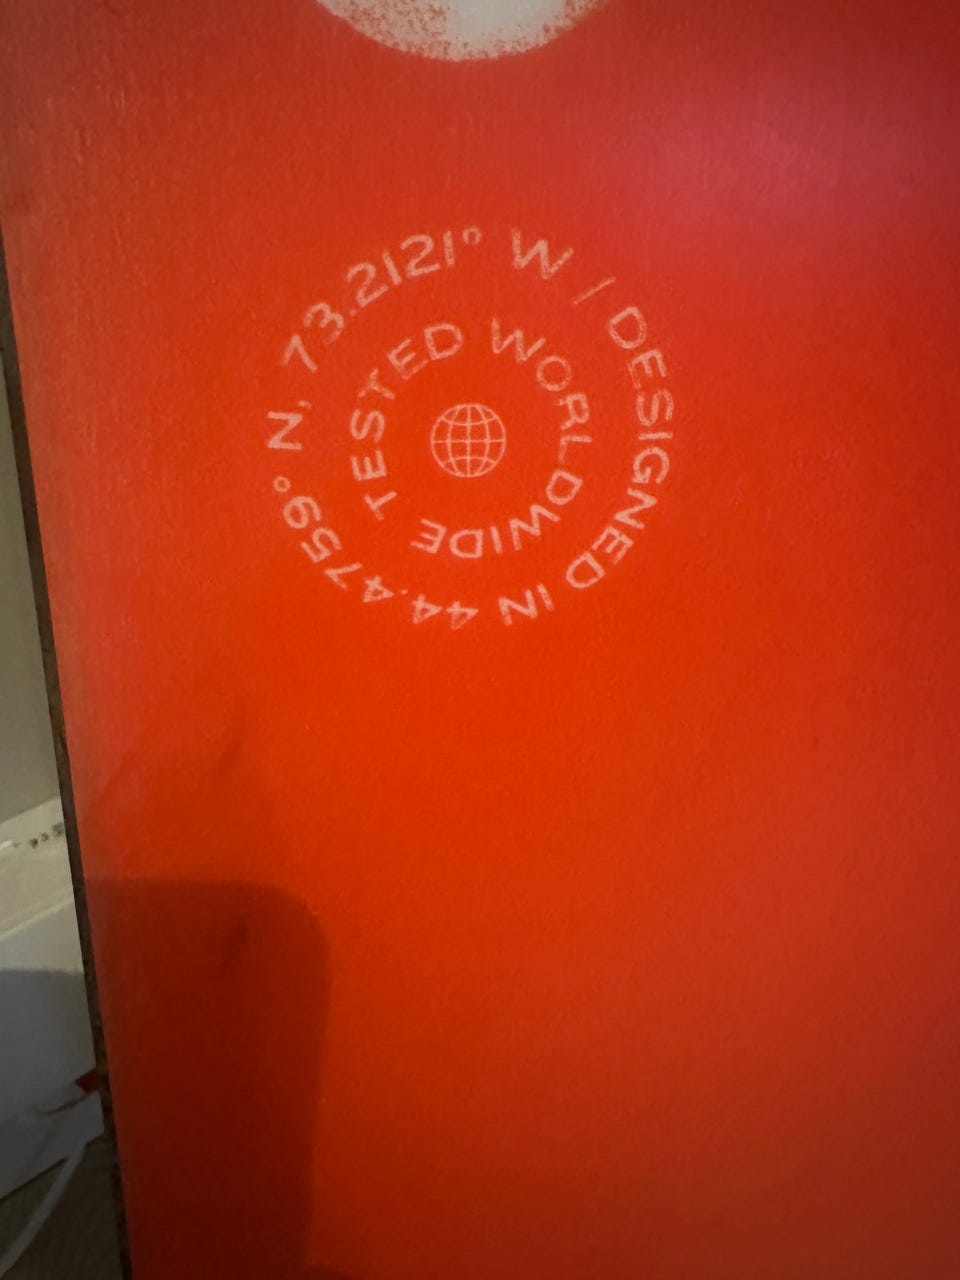 DESIGNED IN 44.4759° N, 73.2121° W /
TESTED WORLDWIDE